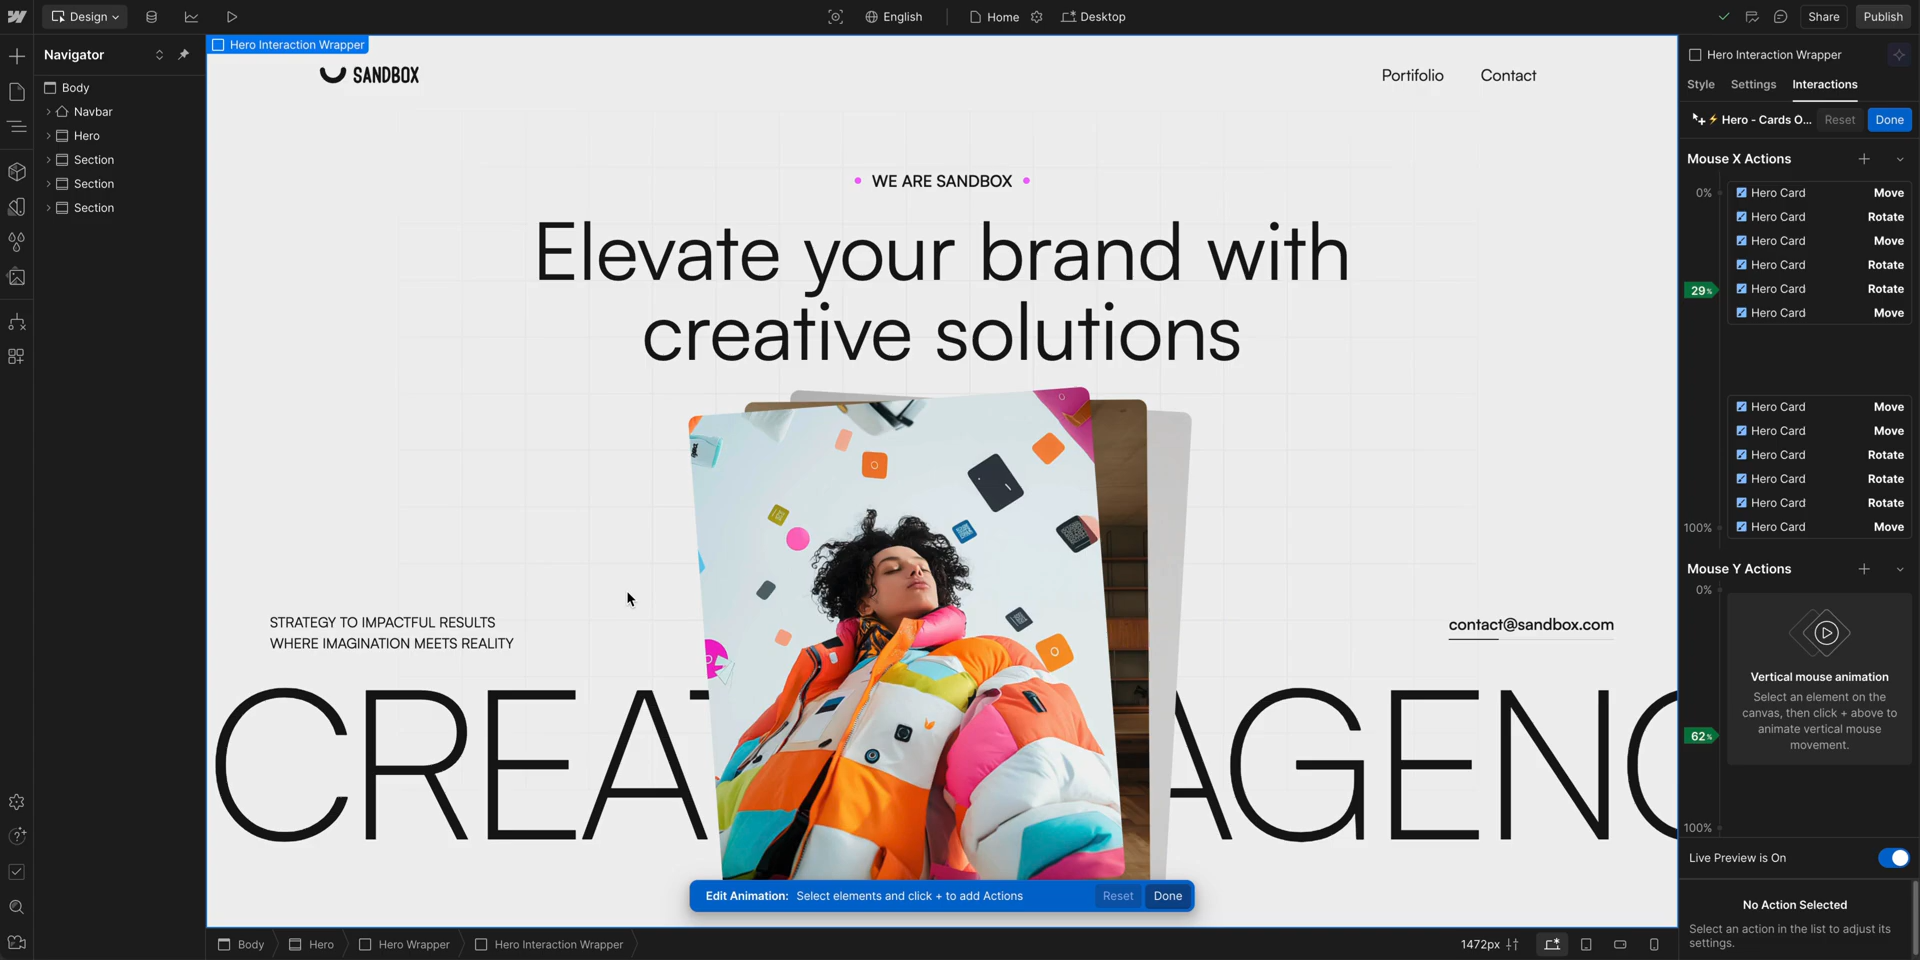 Design
English
Home
Desktop
Share
Publish
Navigator
Body
Navbar
Hero
Section
Section
Section
Hero Interaction Wrapper
SANDBOX
Portifolio
Contact
WE ARE SANDBOX
Elevate your brand with
creative solutions
STRATEGY TO IMPACTFUL RESULTS
WHERE IMAGINATION MEETS REALITY
contact@sandbox.com
CREAT
AGENC
Edit Animation: Select elements and click + to add Actions
Reset
Done
Body
Hero
Hero Wrapper
Hero Interaction Wrapper
1472px
Hero Interaction Wrapper
Style
Settings
Interactions
Hero - Cards O...
Reset
Done
Mouse X Actions
0%
Hero Card Move
Hero Card Rotate
Hero Card Move
Hero Card Rotate
29%
Hero Card Rotate
Hero Card Move
Hero Card Move
Hero Card Move
Hero Card Rotate
Hero Card Rotate
Hero Card Rotate
100%
Hero Card Move
Mouse Y Actions
0%
Vertical mouse animation
Select an element on the
canvas, then click + above to
animate vertical mouse
movement.
62%
100%
Live Preview is On
No Action Selected
Select an action in the list to adjust its
settings.